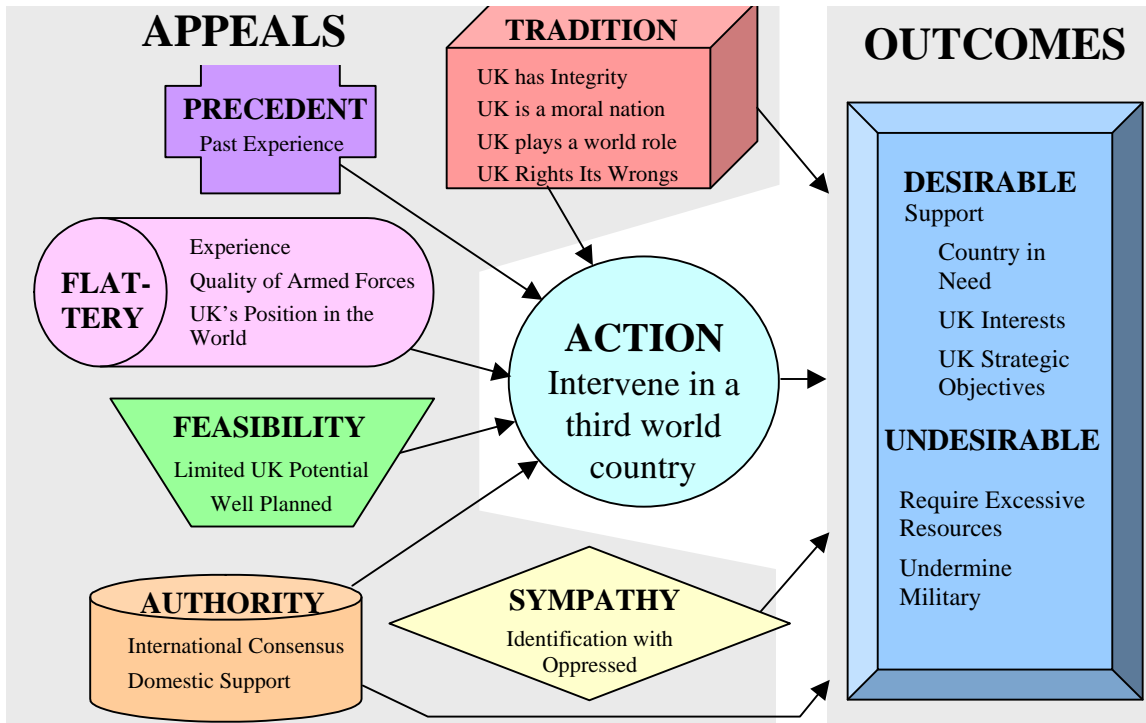 APPEALS
PRECEDENT
Past Experience
TRADITION
UK has Integrity
UK is a moral nation
UK plays a world role
UK Rights Its Wrongs
FLAT-
TERY
Experience
Quality of Armed Forces
UK's Position in the
World
FEASIBILITY
Limited UK Potential
Well Planned
AUTHORITY
International Consensus
Domestic Support
SYMPATHY
Identification with
Oppressed
ACTION
Intervene in a
third world
country
OUTCOMES
DESIRABLE
Support
Country in
Need
UK Interests
UK Strategic
Objectives
UNDESIRABLE
Require Excessive
Resources
Undermine
Military